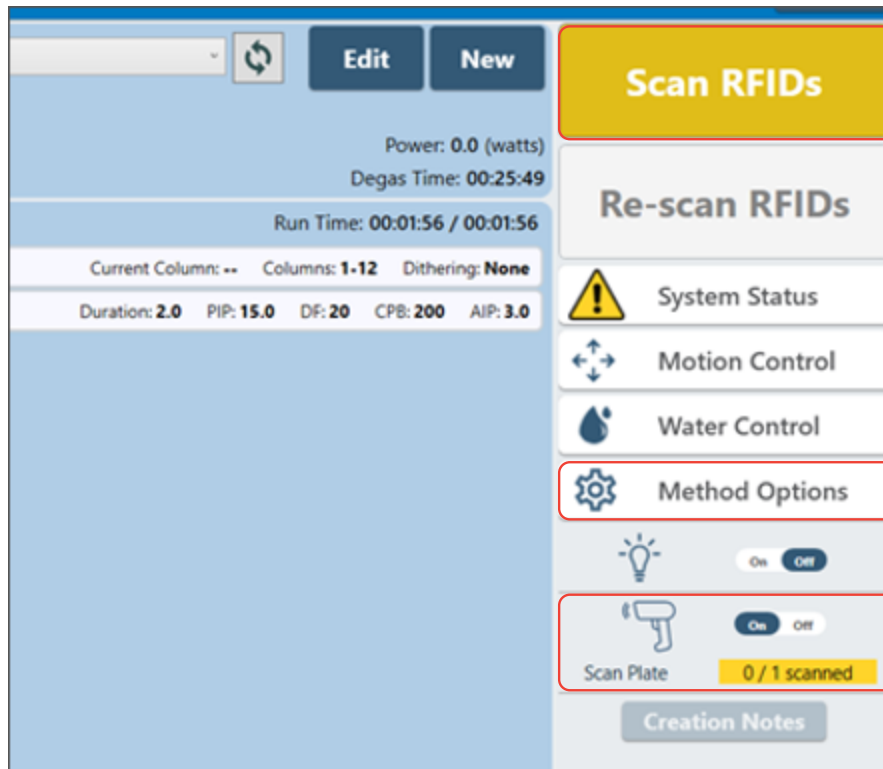 Edit New
Scan RFIDs
Power: 0.0 (watts)
Degas Time: 00:25:49
Re-scan RFIDs
Run Time: 00:01:56 / 00:01:56
Current Column: -- Columns: 1-12 Dithering: None
Duration: 2.0 PIP: 15.0 DF: 20 CPB: 200 AIP: 3.0
System Status
Motion Control
Water Control
Method Options
On Off
On Off
Scan Plate 0 / 1 scanned
Creation Notes